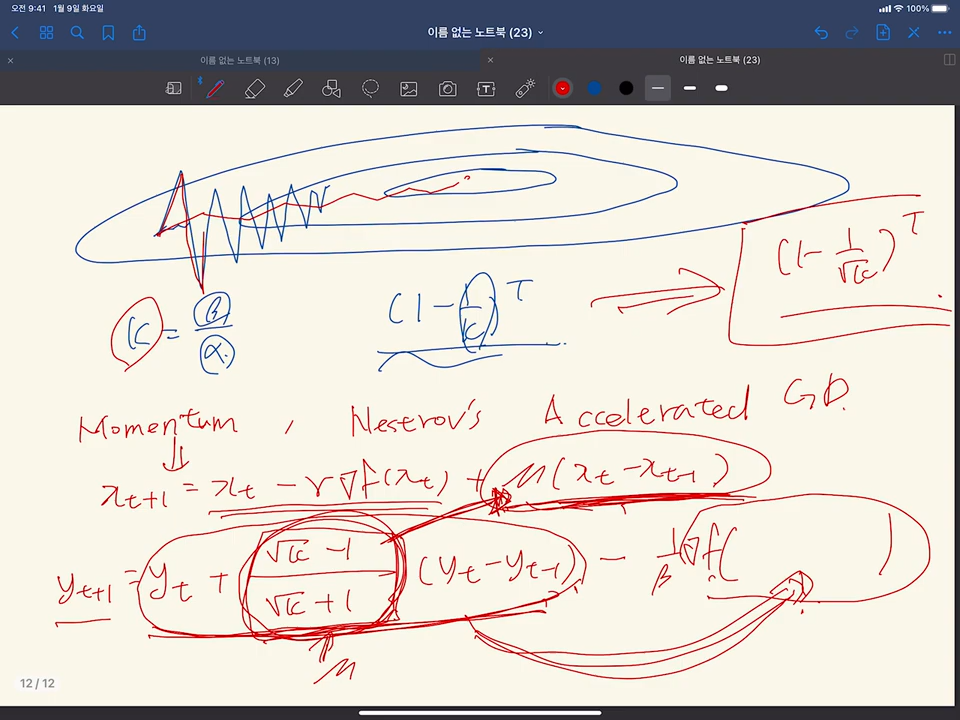 오전 9:41 1월 9일 화요일
100%
이름 없는 노트북 (23)
이름 없는 노트북 (13)
이름 없는 노트북 (23)
K = β/α
(1 - 1/K)^T
(1 - 1/√K)^T
Momentum, Nestrov's Accelerated GD.
x_{t+1} = x_t - γ∇f(x_t) + μ(x_t - x_{t-1})
y_{t+1} = y_t + (√K - 1)/(√K + 1) (y_t - y_{t-1}) - 1/β ∇f( )
μ
12 / 12